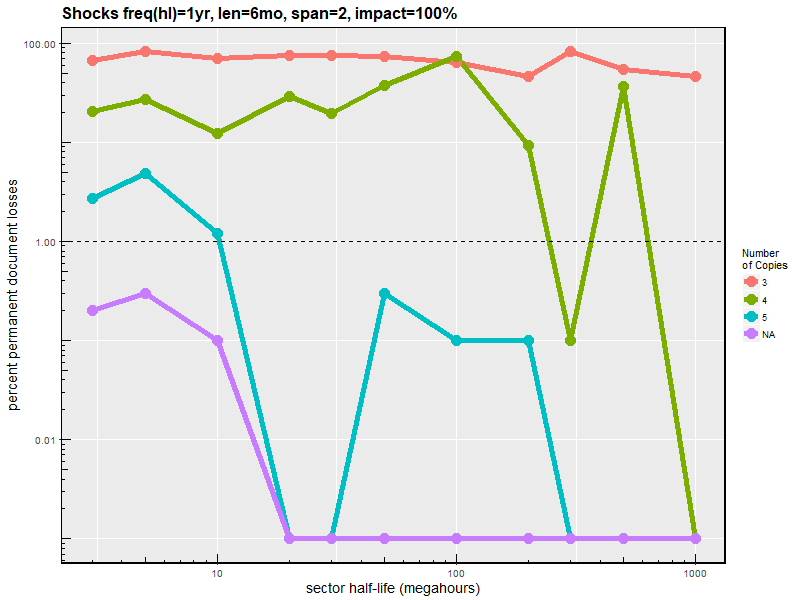 Shocks freq(hl)=1yr, len=6mo, span=2, impact=100%
percent permanent document losses
100.00
1.00
0.01
10
100
1000
sector half-life (megahours)
Number
of Copies
3
4
5
NA